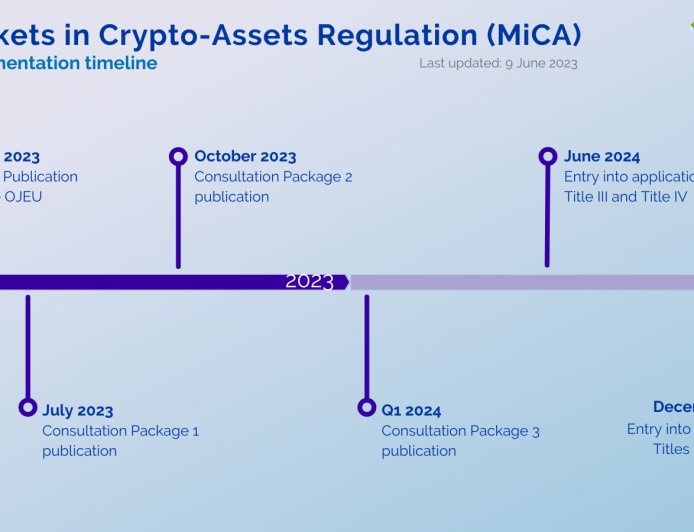 kets in Crypto-Assets Regulation (MiCA)
mentation timeline
Last updated: 9 June 2023
2023
Publication
OJEU
October 2023
Consultation Package 2
publication
June 2024
Entry into applicatio
Title III and Title IV
2023
July 2023
Consultation Package 1
publication
Q1 2024
Consultation Package 3
publication
Decem
Entry into
Titles